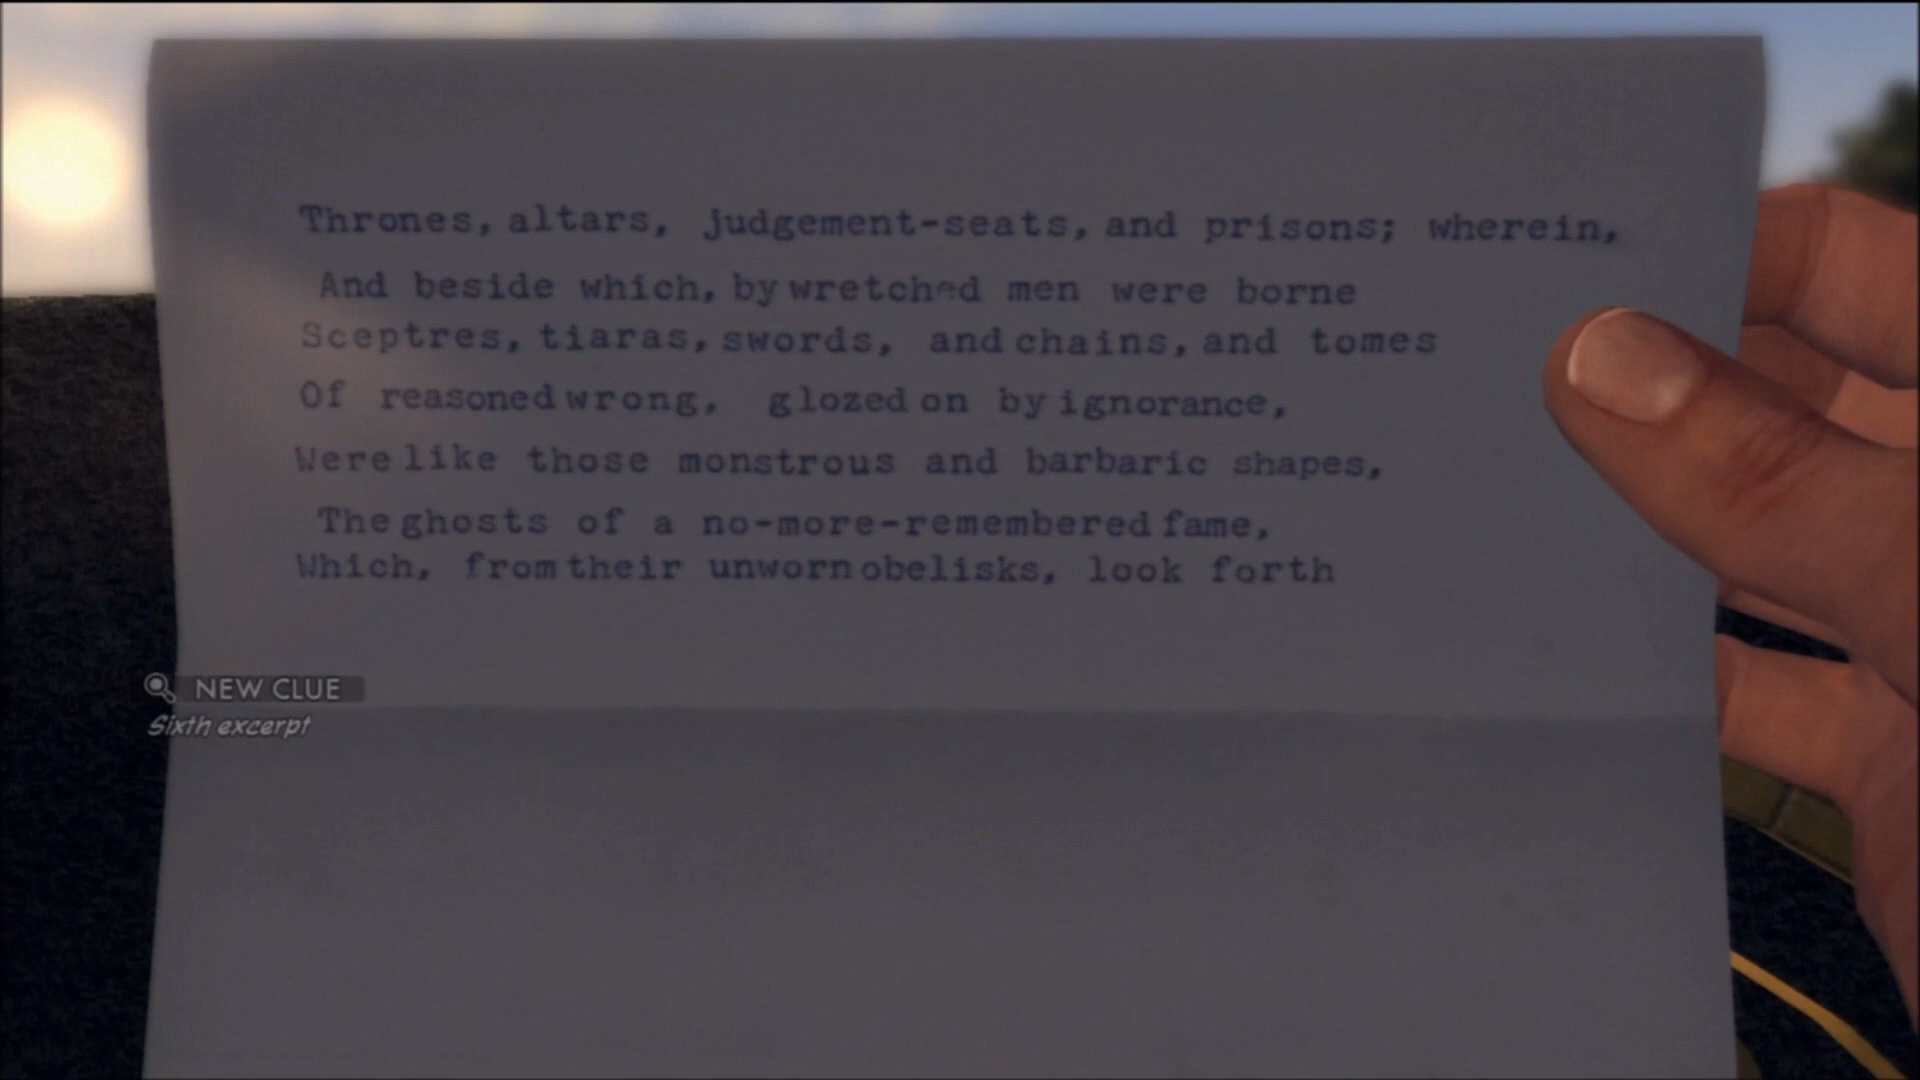 Thrones, altars, judgement-seats, and prisons; wherein,
And beside which, by wretched men were borne
Sceptres, tiaras, swords, and chains, and tomes
Of reasoned wrong, glozed on by ignorance,
Were like those monstrous and barbaric shapes,
The ghosts of a no-more-remembered fame,
Which, from their unworn obelisks, look forth
NEW CLUE
Sixth excerpt